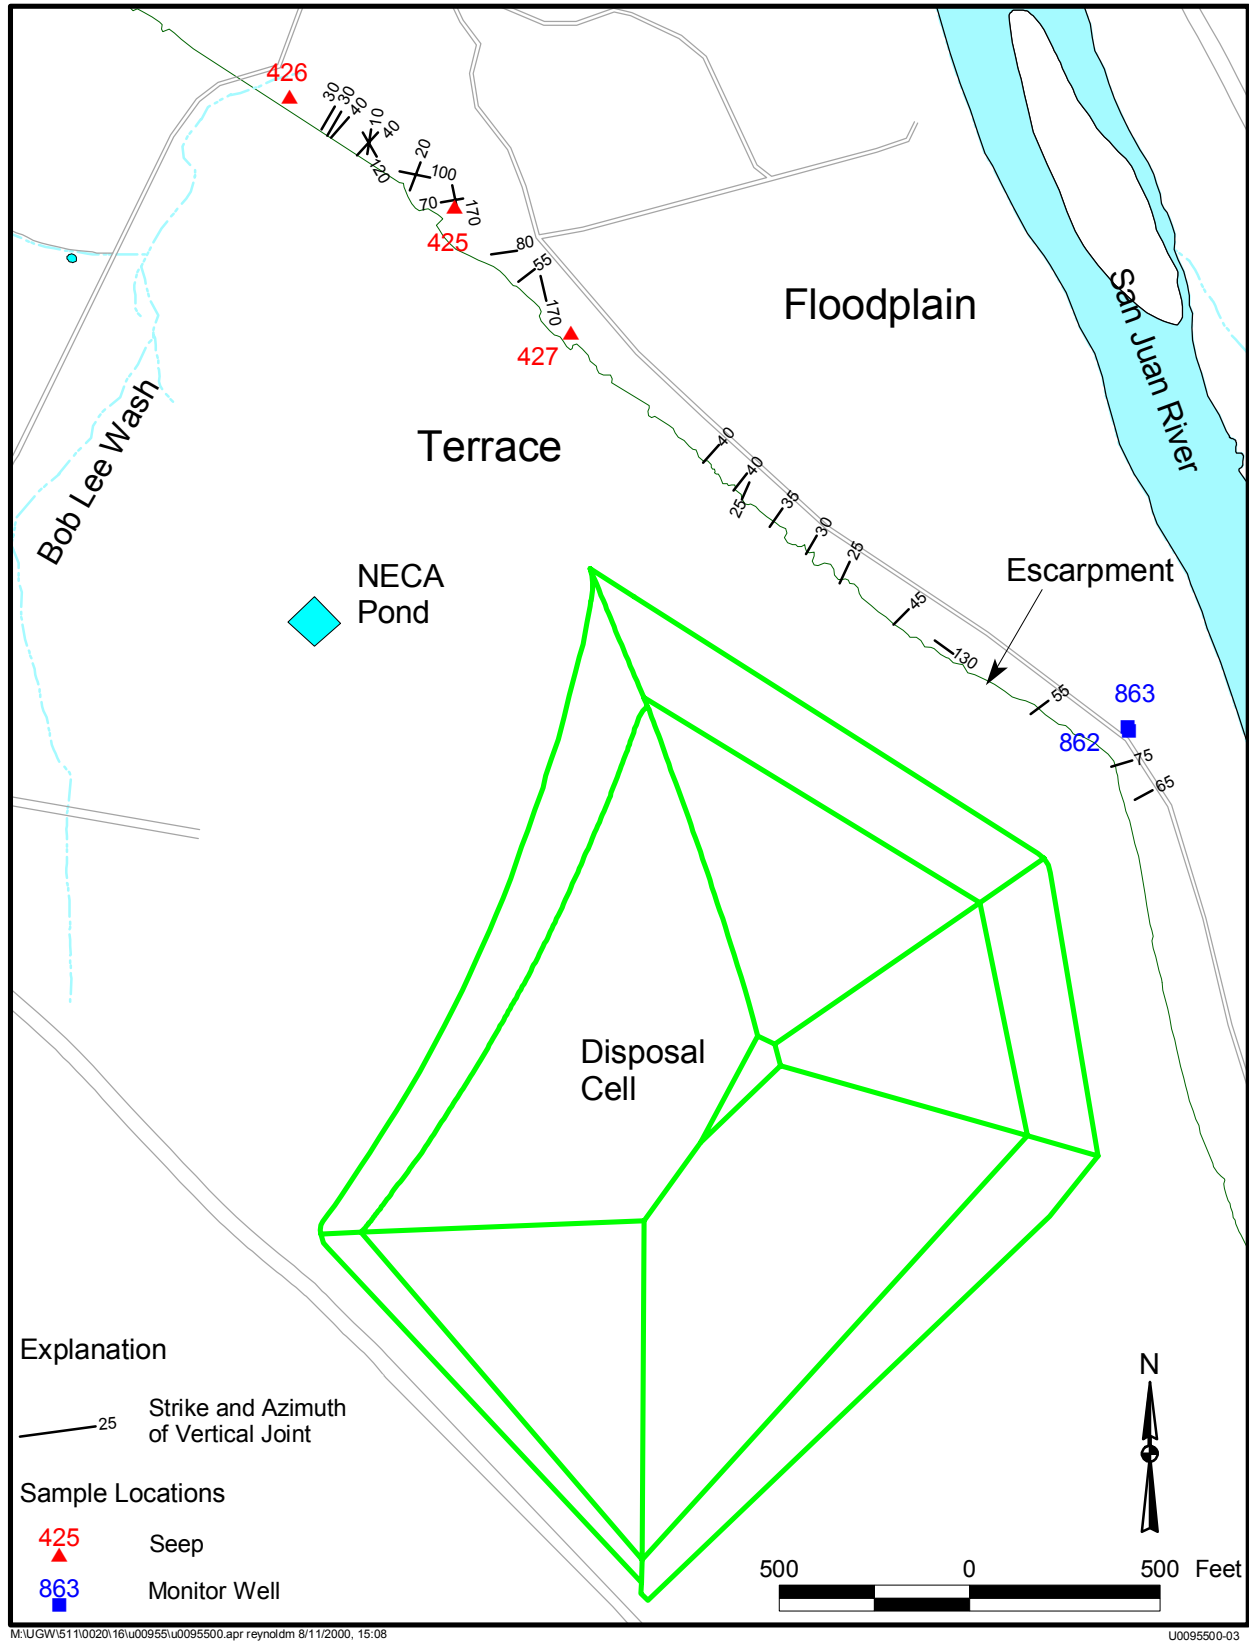 426
30
30
40
10
40
120
20
100
70
170
425
80
55
170
427
Floodplain
San Juan River
Bob Lee Wash
Terrace
40
40
25
35
30
25
45
130
Escarpment
55
863
862
75
65
NECA
Pond
Disposal
Cell
Explanation
25
Strike and Azimuth
of Vertical Joint
Sample Locations
425
Seep
863
Monitor Well
N
500 0 500 Feet
M:\UGW\511\0020\16\u00955\u0095500.apr reynoldm 8/11/2000, 15:08
U0095500-03